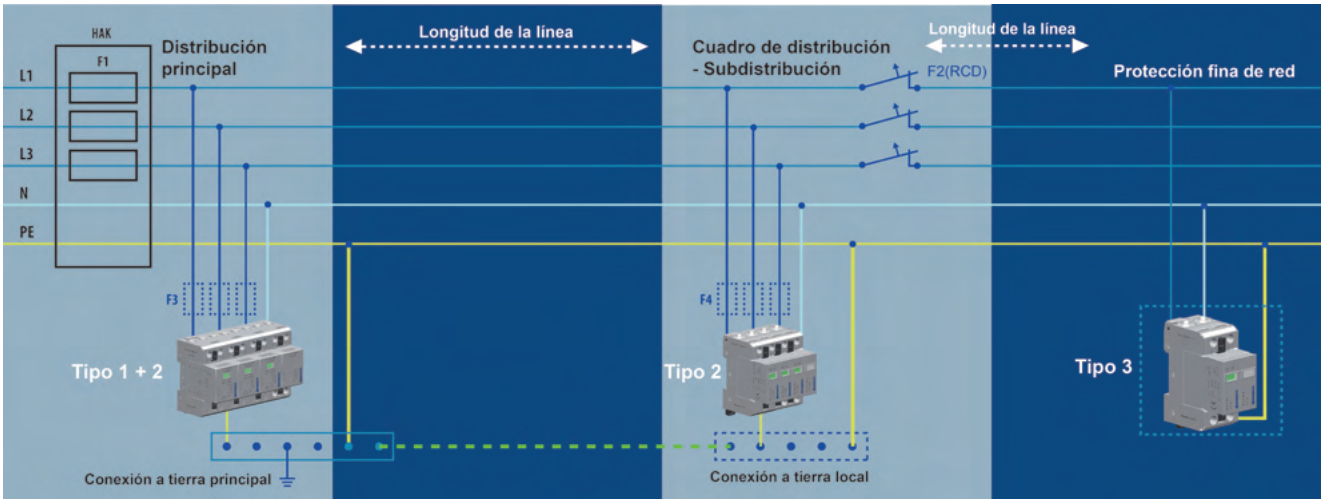 HAK
F1
L1
L2
L3
N
PE
Distribución
principal
Longitud de la línea
Cuadro de distribución
- Subdistribución
F2(RCD)
Longitud de la línea
Protección fina de red
F3
Tipo 1 + 2
Conexión a tierra principal
F4
Tipo 2
Conexión a tierra local
Tipo 3